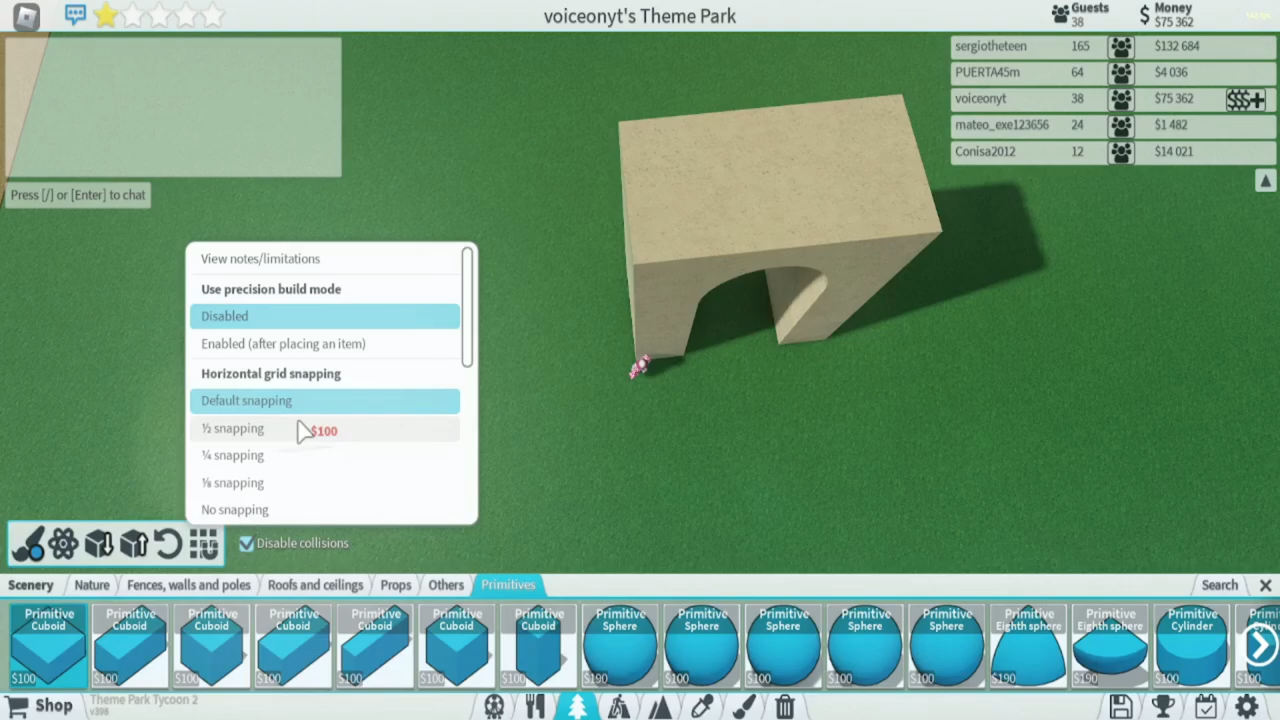 voiceonyt's Theme Park
Guests
38
Money
$75 362
sergiotheteen 165 $132 684
PUERTA45m 64 $4 036
voiceonyt 38 $75 362 $$$+
mateo_exe123656 24 $1 482
Conisa2012 12 $14 021
Press [/] or [Enter] to chat
View notes/limitations
Use precision build mode
Disabled
Enabled (after placing an item)
Horizontal grid snapping
Default snapping
½ snapping
$100
¼ snapping
⅛ snapping
No snapping
Disable collisions
Scenery Nature Fences, walls and poles Roofs and ceilings Props Others Primitives Search
Primitive Cuboid $100
Primitive Cuboid $100
Primitive Cuboid $100
Primitive Cuboid $100
Primitive Cuboid $100
Primitive Cuboid $100
Primitive Cuboid $100
Primitive Sphere $190
Primitive Sphere $100
Primitive Sphere $100
Primitive Sphere $100
Primitive Sphere $100
Primitive Eighth sphere $190
Primitive Eighth sphere $190
Primitive Cylinder $100
$100
Shop
Theme Park Tycoon 2
v398